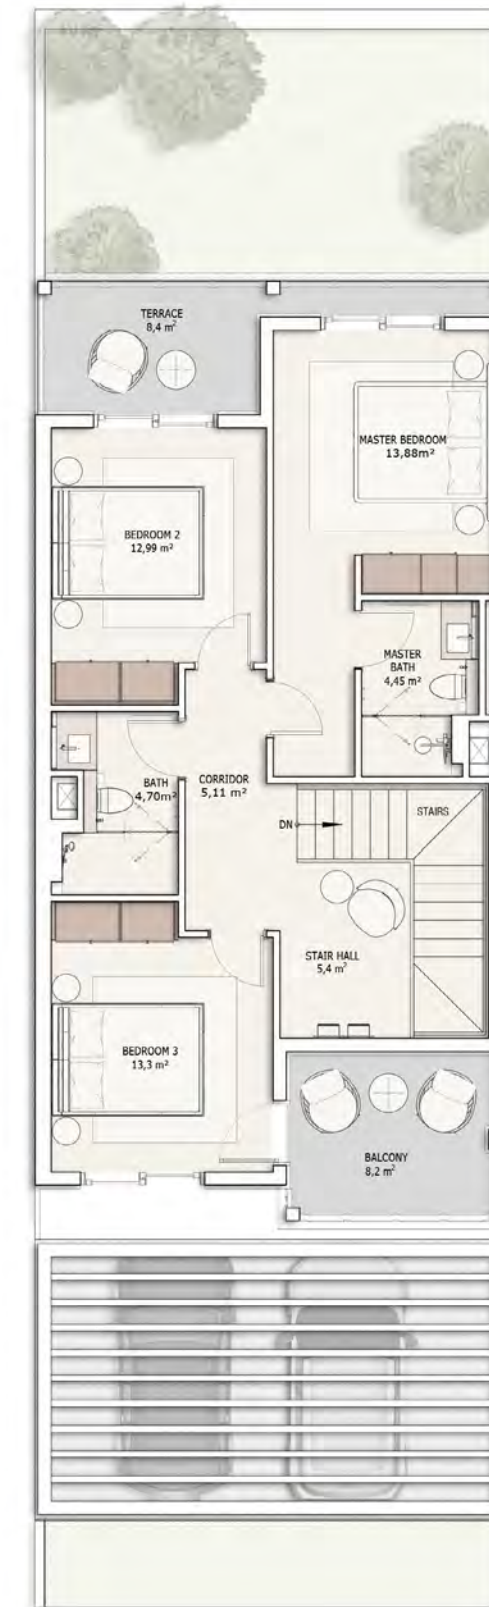 TERRACE
8,4 m²
MASTER BEDROOM
13,88m²
BEDROOM 2
12,99 m²
MASTER
BATH
4,45 m²
CORRIDOR
5,11 m²
BATH
4,70m²
STAIRS
DN
STAIR HALL
5,4 m²
BEDROOM 3
13,3 m²
BALCONY
8,2 m²